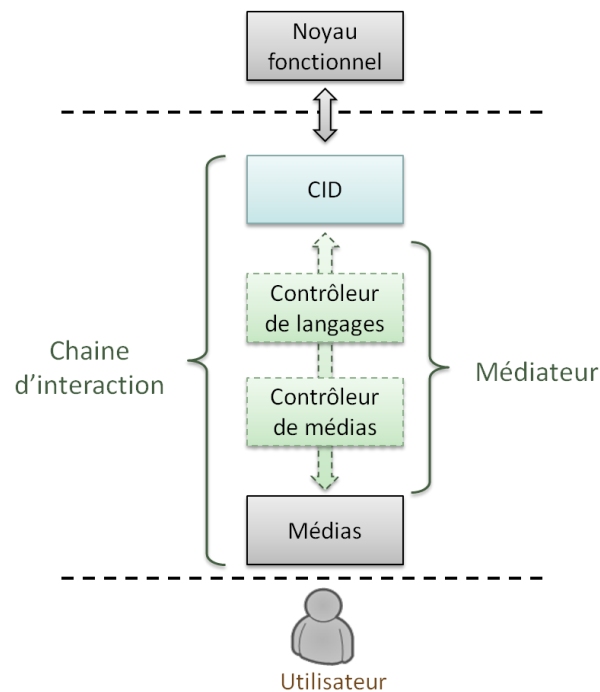 Noyau
fonctionnel
CID
Contrôleur
de langages
Chaine
d'interaction
Médiateur
Contrôleur
de médias
Médias
Utilisateur